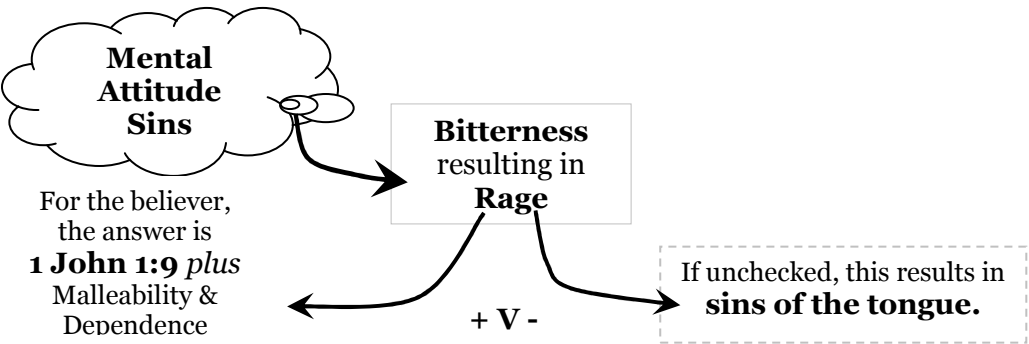 Mental
Attitude
Sins
Bitterness
resulting in
Rage
For the believer,
the answer is
1 John 1:9 plus
Malleability &
Dependence
+ V -
If unchecked, this results in
sins of the tongue.